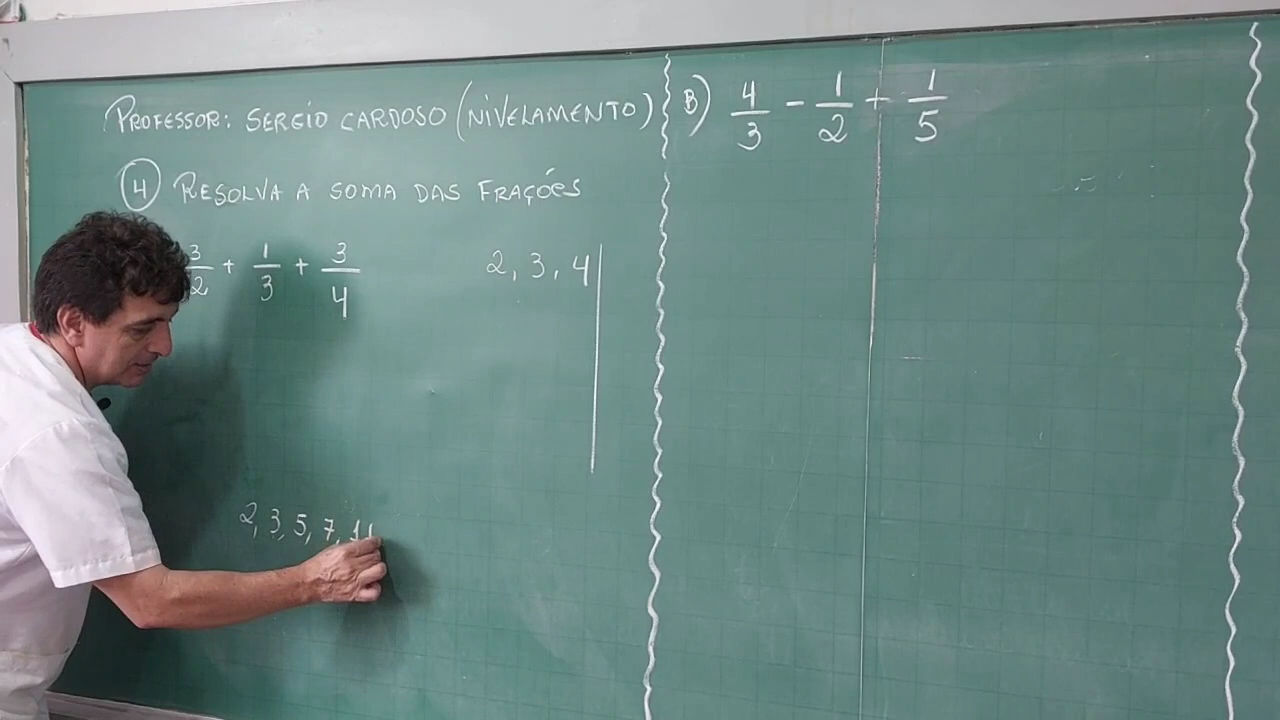 PROFESSOR: SERGIO CARDOSO (NIVELAMENTO)
4 RESOLVA A SOMA DAS FRAÇÕES
3/2 + 1/3 + 3/4
2, 3, 4
2, 3, 5, 7, 11
B) 4/3 - 1/2 + 1/5